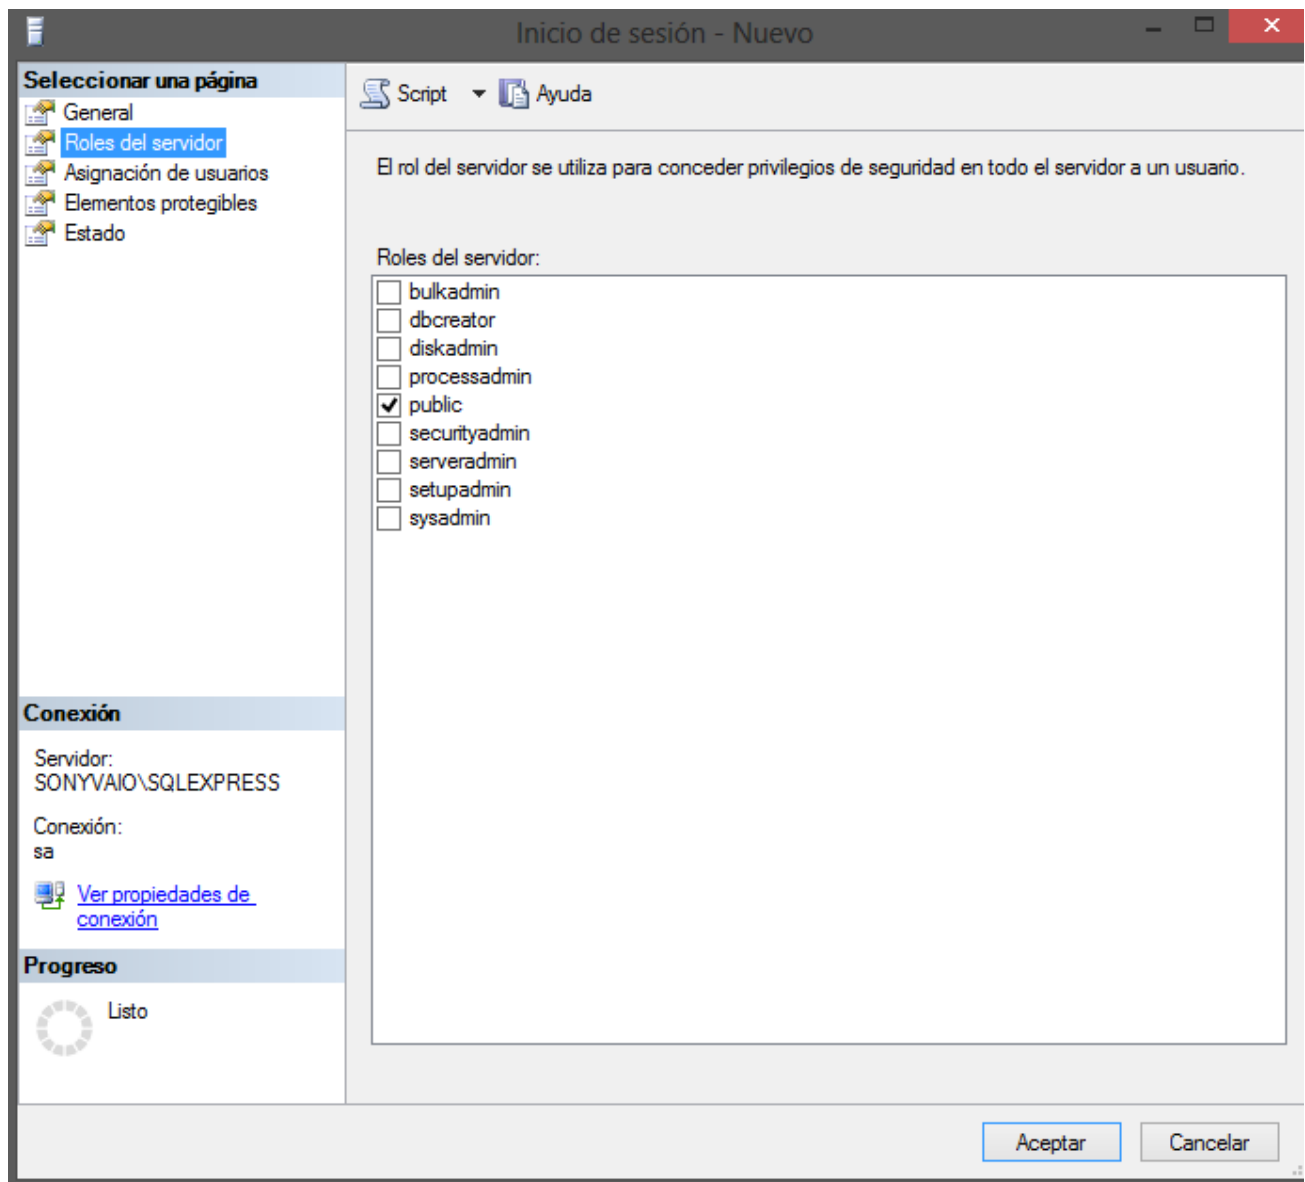 Inicio de sesión - Nuevo
Seleccionar una página
General
Roles del servidor
Asignación de usuarios
Elementos protegibles
Estado
Script
Ayuda
El rol del servidor se utiliza para conceder privilegios de seguridad en todo el servidor a un usuario.
Roles del servidor:
bulkadmin
dbcreator
diskadmin
processadmin
public
securityadmin
serveradmin
setupadmin
sysadmin
Conexión
Servidor:
SONYVAIO\SQLEXPRESS
Conexión:
sa
Ver propiedades de
conexión
Progreso
Listo
Aceptar
Cancelar